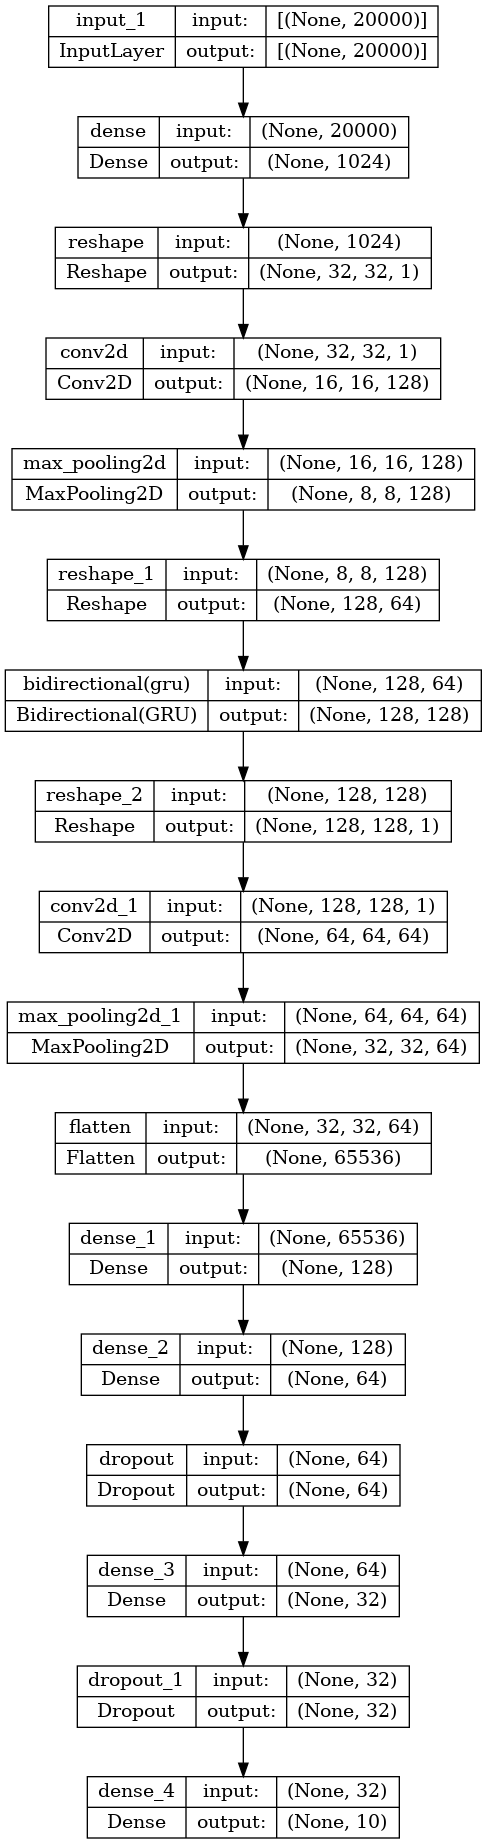 input_1 input: [(None, 20000)]
InputLayer output: [(None, 20000)]
dense input: (None, 20000)
Dense output: (None, 1024)
reshape input: (None, 1024)
Reshape output: (None, 32, 32, 1)
conv2d input: (None, 32, 32, 1)
Conv2D output: (None, 16, 16, 128)
max_pooling2d input: (None, 16, 16, 128)
MaxPooling2D output: (None, 8, 8, 128)
reshape_1 input: (None, 8, 8, 128)
Reshape output: (None, 128, 64)
bidirectional(gru) input: (None, 128, 64)
Bidirectional(GRU) output: (None, 128, 128)
reshape_2 input: (None, 128, 128)
Reshape output: (None, 128, 128, 1)
conv2d_1 input: (None, 128, 128, 1)
Conv2D output: (None, 64, 64, 64)
max_pooling2d_1 input: (None, 64, 64, 64)
MaxPooling2D output: (None, 32, 32, 64)
flatten input: (None, 32, 32, 64)
Flatten output: (None, 65536)
dense_1 input: (None, 65536)
Dense output: (None, 128)
dense_2 input: (None, 128)
Dense output: (None, 64)
dropout input: (None, 64)
Dropout output: (None, 64)
dense_3 input: (None, 64)
Dense output: (None, 32)
dropout_1 input: (None, 32)
Dropout output: (None, 32)
dense_4 input: (None, 32)
Dense output: (None, 10)